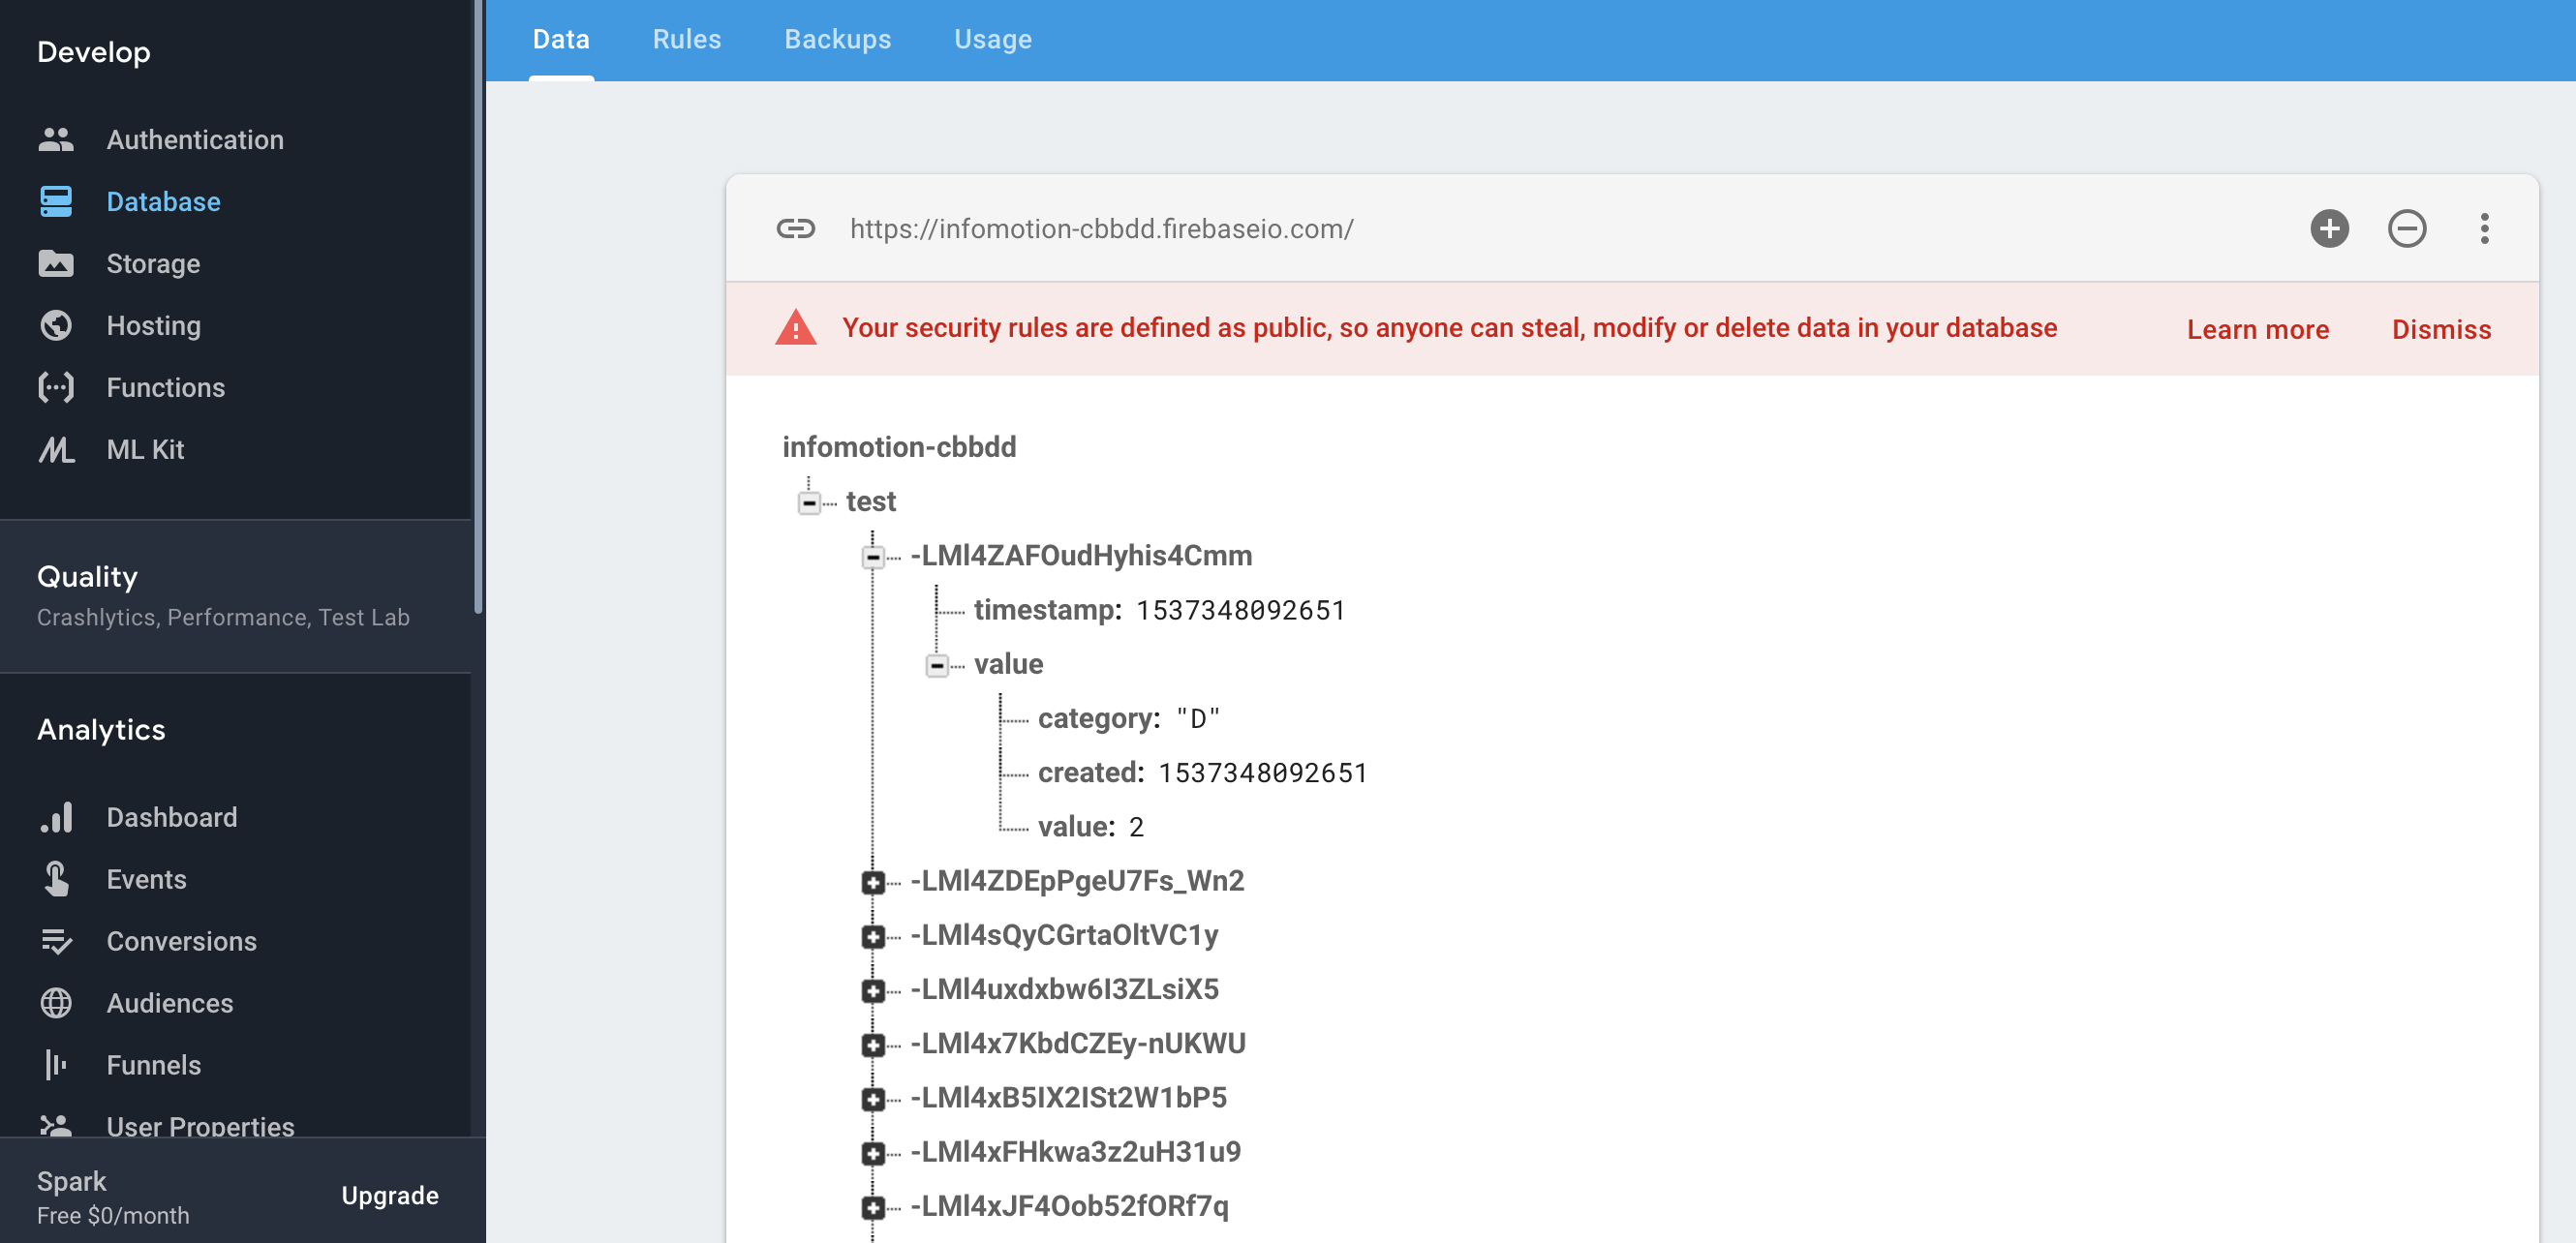 Develop
Authentication
Database
Storage
Hosting
Functions
ML Kit
Quality
Crashlytics, Performance, Test Lab
Analytics
Dashboard
Events
Conversions
Audiences
Funnels
User Properties
Spark
Free $0/month
Upgrade
Data Rules Backups Usage
https://infomotion-cbbdd.firebaseio.com/
Your security rules are defined as public, so anyone can steal, modify or delete data in your database Learn more Dismiss
infomotion-cbbdd
test
-LMl4ZAFOudHyhis4Cmm
timestamp: 1537348092651
value
category: "D"
created: 1537348092651
value: 2
-LMl4ZDEpPgeU7Fs_Wn2
-LMl4sQyCGrtaOltVC1y
-LMl4uxdxbw6I3ZLsiX5
-LMl4x7KbdCZEy-nUKWU
-LMl4xB5IX2ISt2W1bP5
-LMl4xFHkwa3z2uH31u9
-LMl4xJF4Oob52fORf7q